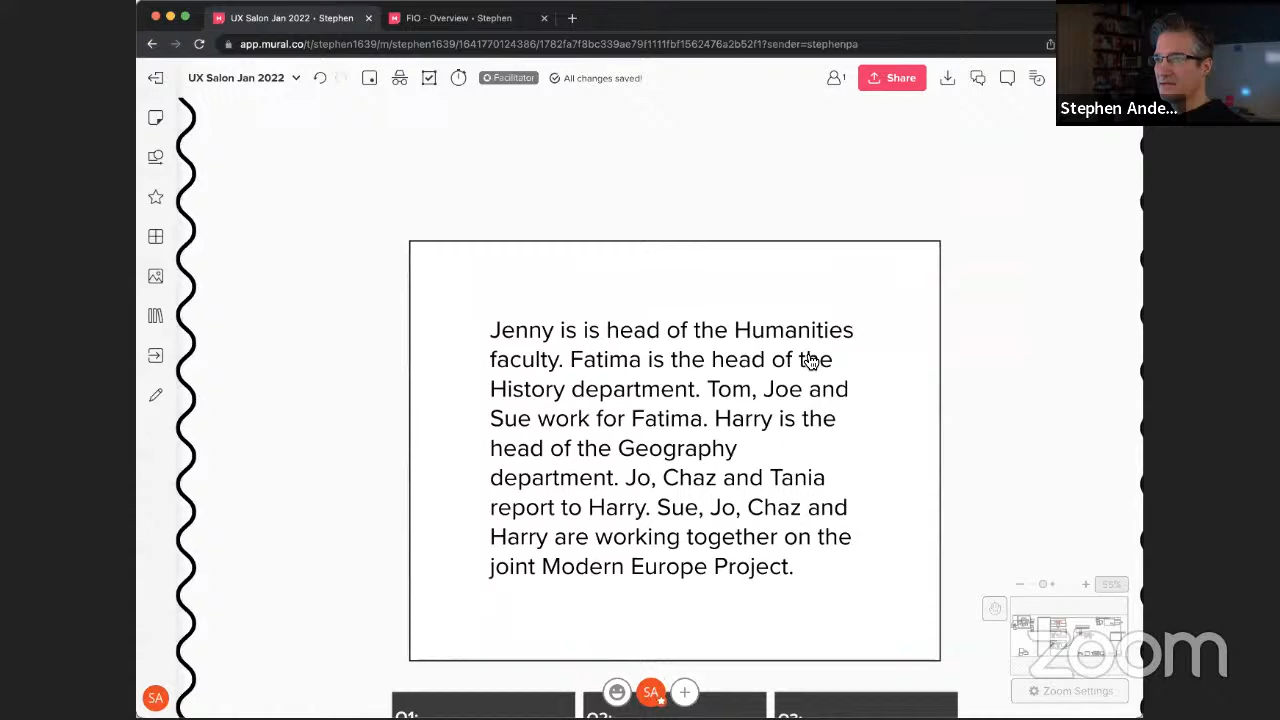 UX Salon Jan 2022 • Stephen
FIO - Overview • Stephen
app.mural.co/t/stephen1639/m/stephen1639/1641770124386/1782fa7f8bc339ae79f1111fbf1562476a2b52f1?sender=stephenpa
UX Salon Jan 2022
Facilitator
All changes saved!
1
Share
Stephen Ande...
Jenny is is head of the Humanities
faculty. Fatima is the head of the
History department. Tom, Joe and
Sue work for Fatima. Harry is the
head of the Geography
department. Jo, Chaz and Tania
report to Harry. Sue, Jo, Chaz and
Harry are working together on the
joint Modern Europe Project.
55%
zoom
Zoom Settings
SA
SA